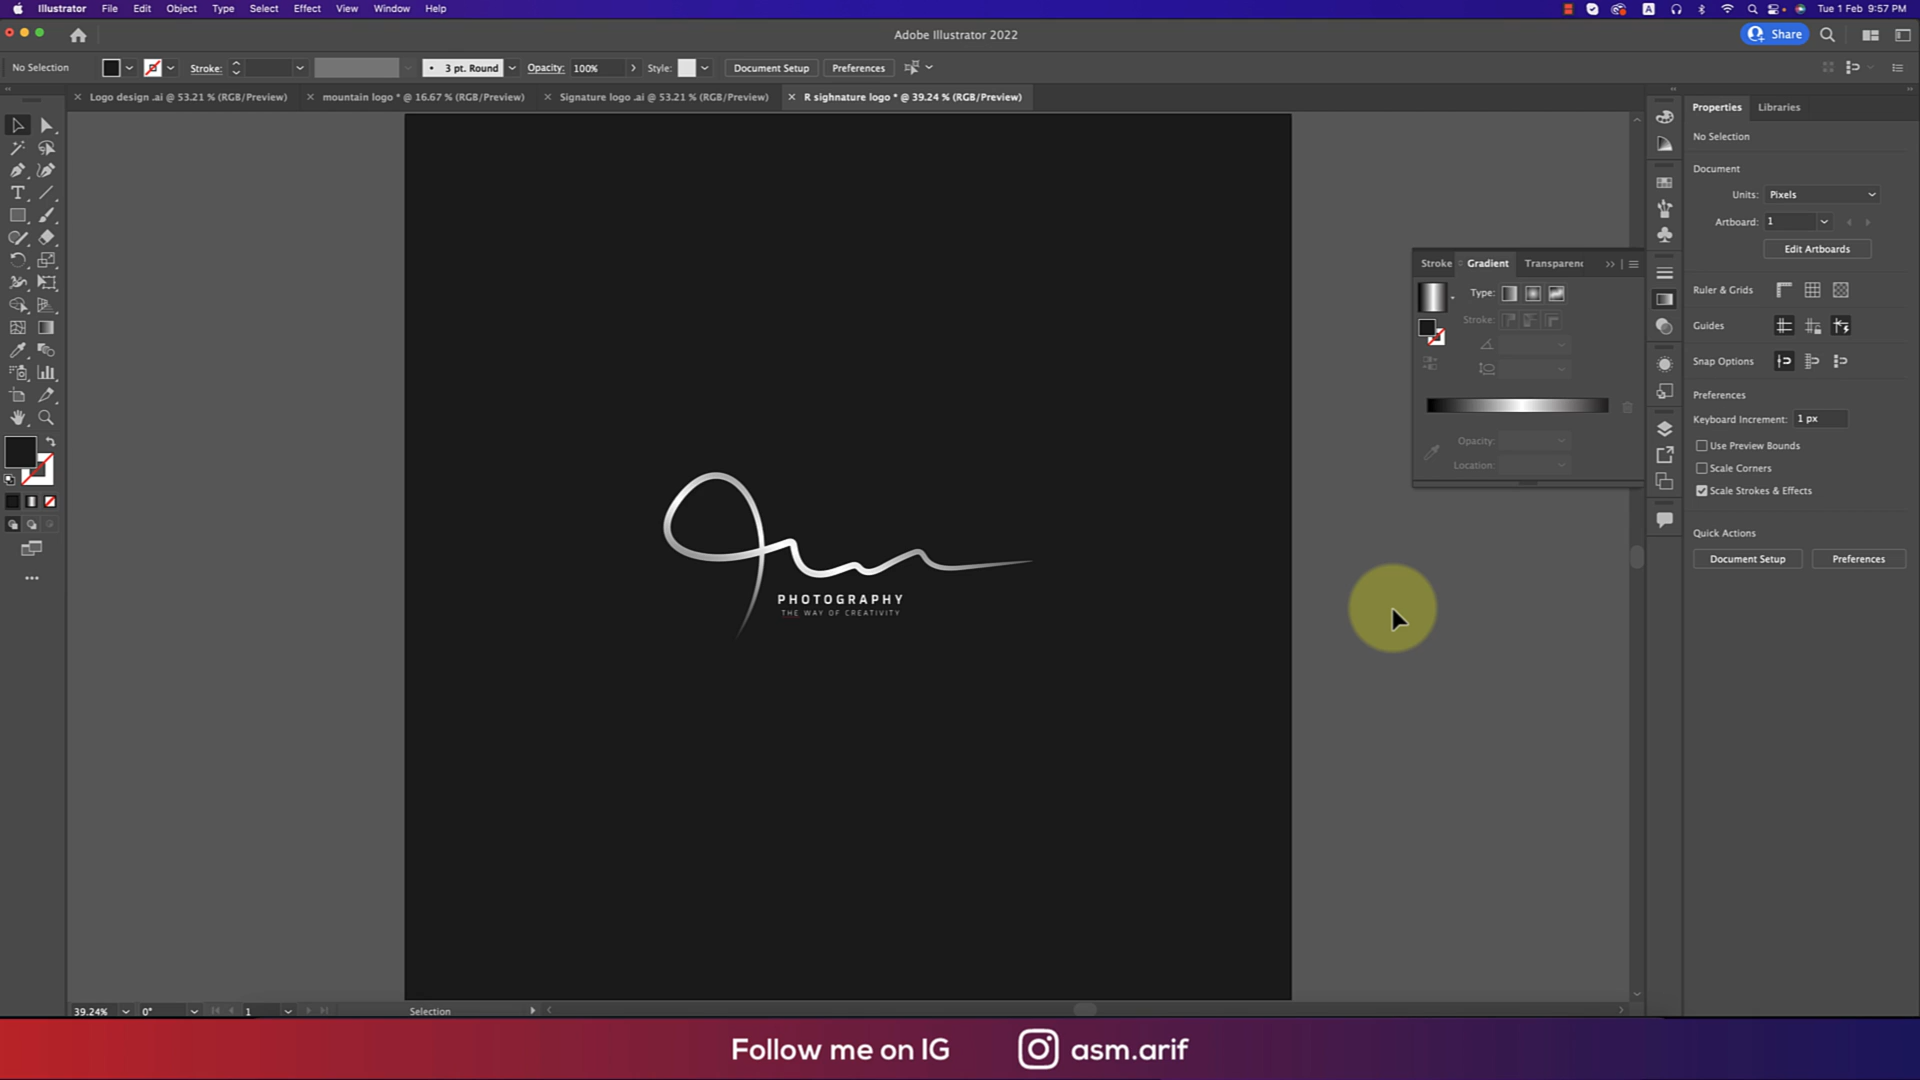 Illustrator File Edit Object Type Select Effect View Window Help
A Tue 1 Feb 9:57 PM
Adobe Illustrator 2022
Share
No Selection
Stroke:
3 pt. Round
Opacity: 100%
Style:
Document Setup
Preferences
Logo design .ai @ 53.21 % (RGB/Preview)
mountain logo * @ 16.67 % (RGB/Preview)
Signature logo .ai @ 53.21 % (RGB/Preview)
R sighnature logo * @ 39.24 % (RGB/Preview)
PHOTOGRAPHY
THE WAY OF CREATIVITY
Stroke Gradient Transparenc
Type:
Stroke:
Opacity:
Location:
Properties Libraries
No Selection
Document
Units: Pixels
Artboard: 1
Edit Artboards
Ruler & Grids
Guides
Snap Options
Preferences
Keyboard Increment: 1 px
Use Preview Bounds
Scale Corners
Scale Strokes & Effects
Quick Actions
Document Setup
Preferences
39.24% 0° 1 Selection
Follow me on IG asm.arif